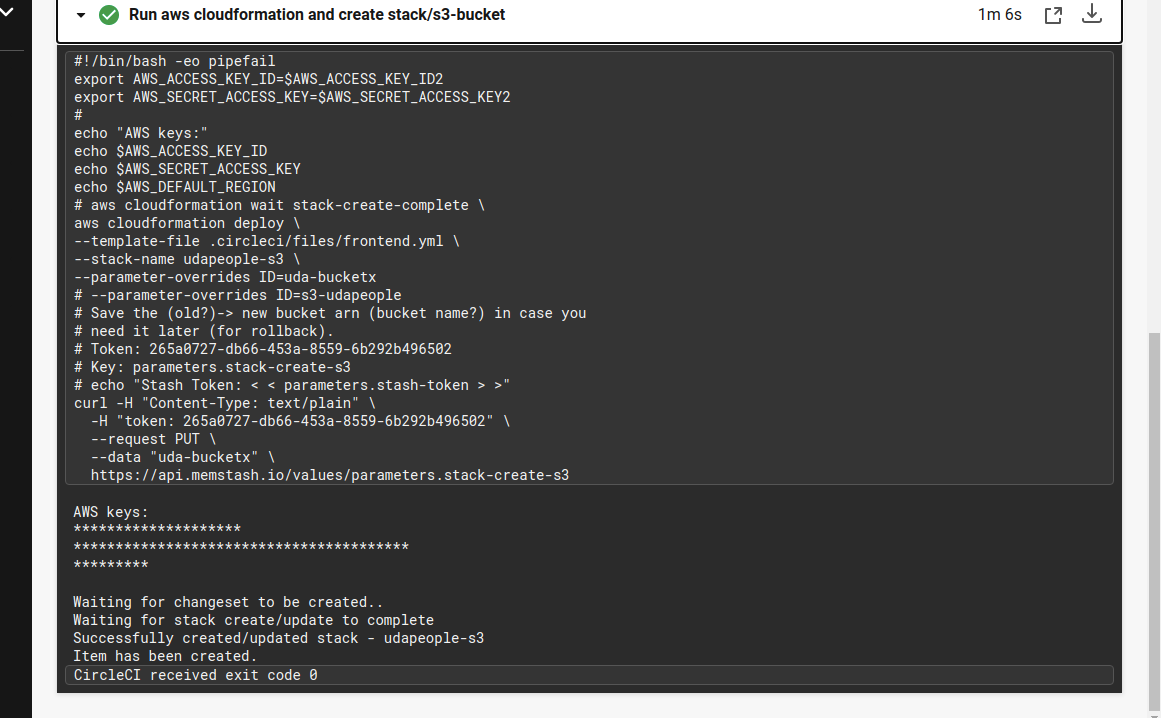 Run aws cloudformation and create stack/s3-bucket
1m 6s
#!/bin/bash -eo pipefail
export AWS_ACCESS_KEY_ID=$AWS_ACCESS_KEY_ID2
export AWS_SECRET_ACCESS_KEY=$AWS_SECRET_ACCESS_KEY2
#
echo "AWS keys:"
echo $AWS_ACCESS_KEY_ID
echo $AWS_SECRET_ACCESS_KEY
echo $AWS_DEFAULT_REGION
# aws cloudformation wait stack-create-complete \
aws cloudformation deploy \
--template-file .circleci/files/frontend.yml \
--stack-name udapeople-s3 \
--parameter-overrides ID=uda-bucketx
# --parameter-overrides ID=s3-udapeople
# Save the (old?)-> new bucket arn (bucket name?) in case you
# need it later (for rollback).
# Token: 265a0727-db66-453a-8559-6b292b496502
# Key: parameters.stack-create-s3
# echo "Stash Token: < < parameters.stash-token > >"
curl -H "Content-Type: text/plain" \
  -H "token: 265a0727-db66-453a-8559-6b292b496502" \
  --request PUT \
  --data "uda-bucketx" \
  https://api.memstash.io/values/parameters.stack-create-s3
AWS keys:
********************
****************************************
*********
Waiting for changeset to be created..
Waiting for stack create/update to complete
Successfully created/updated stack - udapeople-s3
Item has been created.
CircleCI received exit code 0